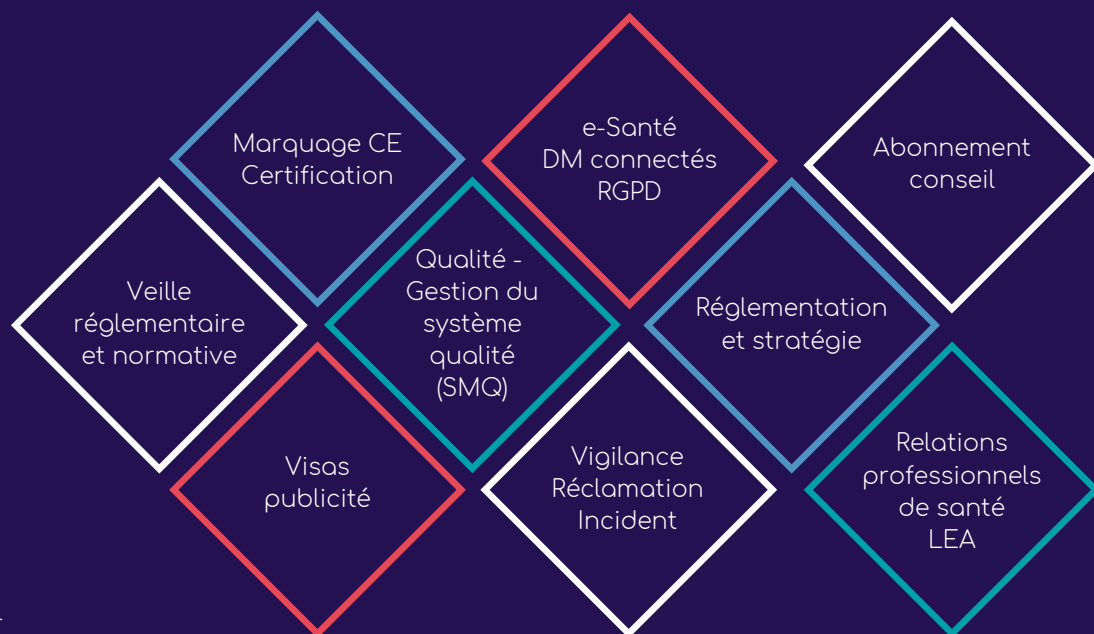 Marquage CE
Certification
e-Santé
DM connectés
RGPD
Abonnement
conseil
Veille
réglementaire
et normative
Qualité -
Gestion du
système
qualité
(SMQ)
Réglementation
et stratégie
Visas
publicité
Vigilance
Réclamation
Incident
Relations
professionnels
de santé
LEA